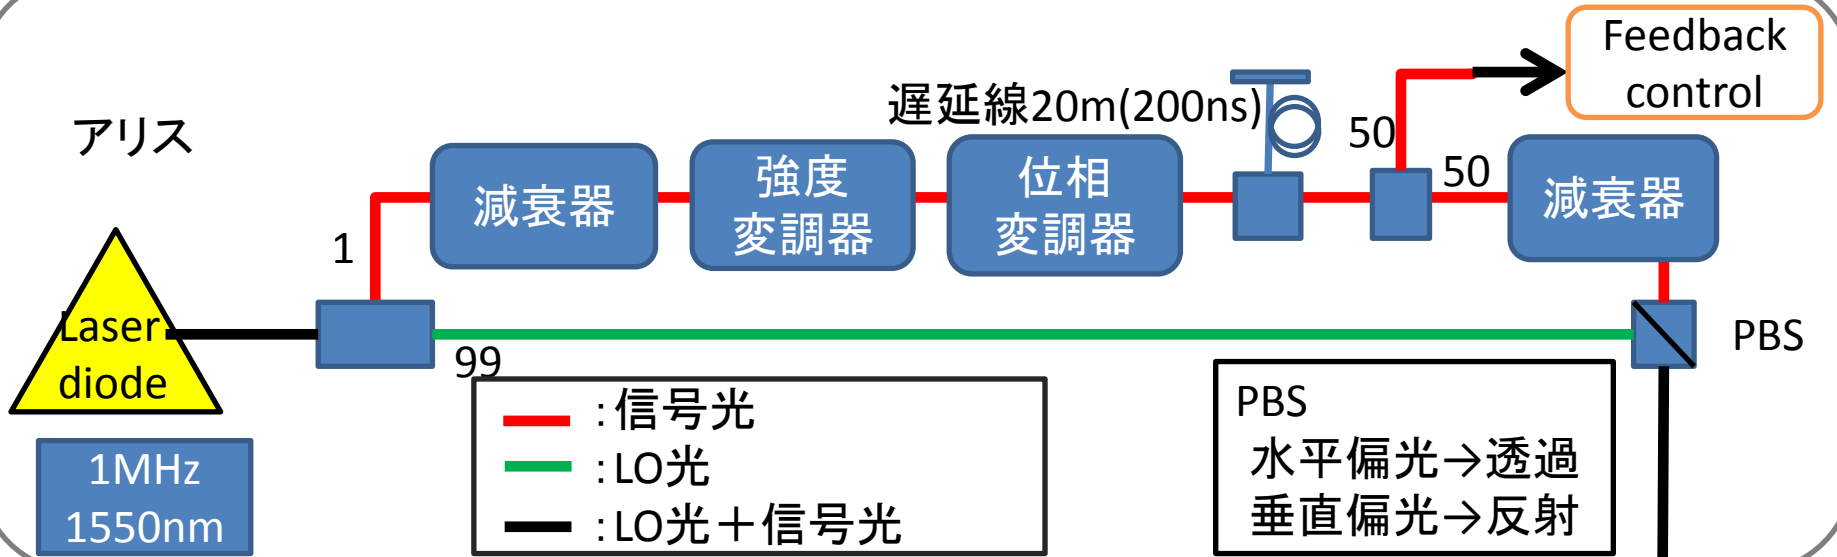 Feedback
control
遅延線20m(200ns)
アリス
50
50
減衰器
強度
変調器
位相
変調器
減衰器
1
Laser
diode
PBS
99
:信号光
:LO光
:LO光＋信号光
PBS
水平偏光→透過
垂直偏光→反射
1MHz
1550nm